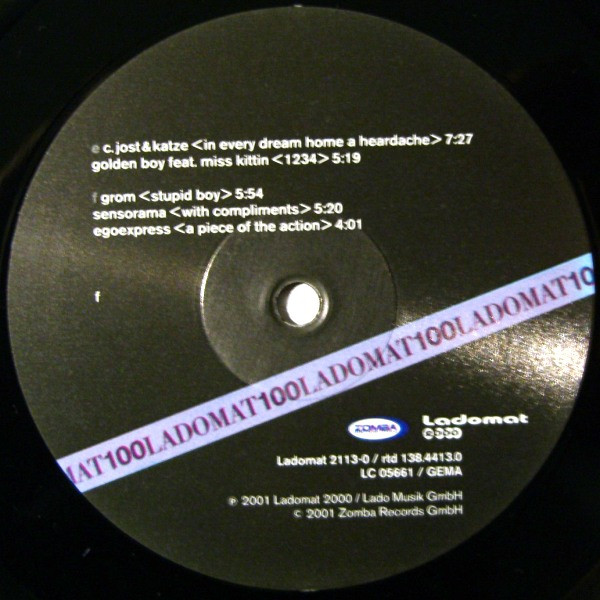 e c.jost&katze <in every dream home a heardache> 7:27
golden boy feat. miss kittin <1234> 5:19
f grom <stupid boy> 5:54
sensorama <with compliments> 5:20
egoexpress <a piece of the action> 4:01
f
MAT100LADOMAT100LADOMAT100LADOMAT10
ZOMBA
Ladomat
2000
Ladomat 2113-0 / rtd 138.4413.0
LC 05661 / GEMA
℗ 2001 Ladomat 2000 / Lado Musik GmbH
© 2001 Zomba Records GmbH